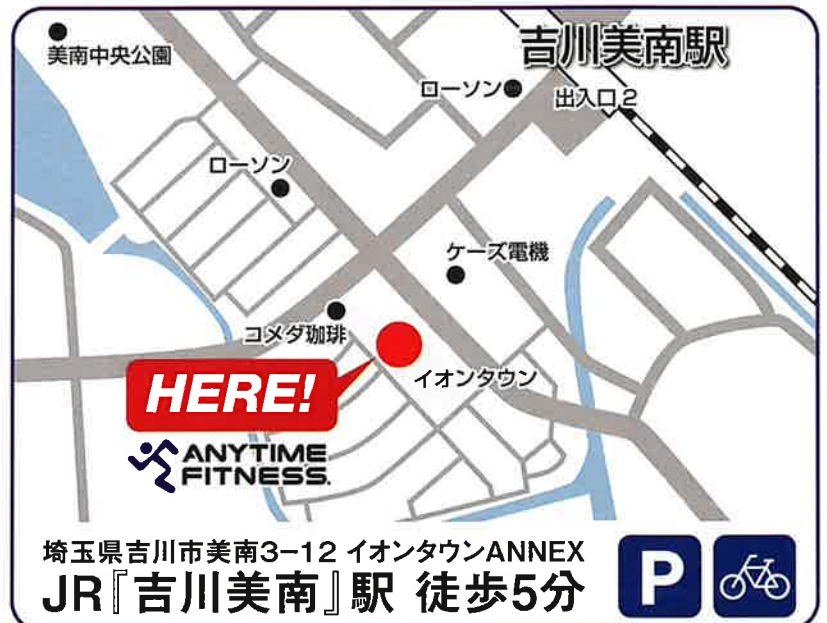 美南中央公園
吉川美南駅
ローソン
出入口2
ローソン
ケーズ電機
コメダ珈琲
イオンタウン
HERE!
ANYTIME
FITNESS.
埼玉県吉川市美南3-12 イオンタウンANNEX
JR『吉川美南』駅 徒歩5分
P